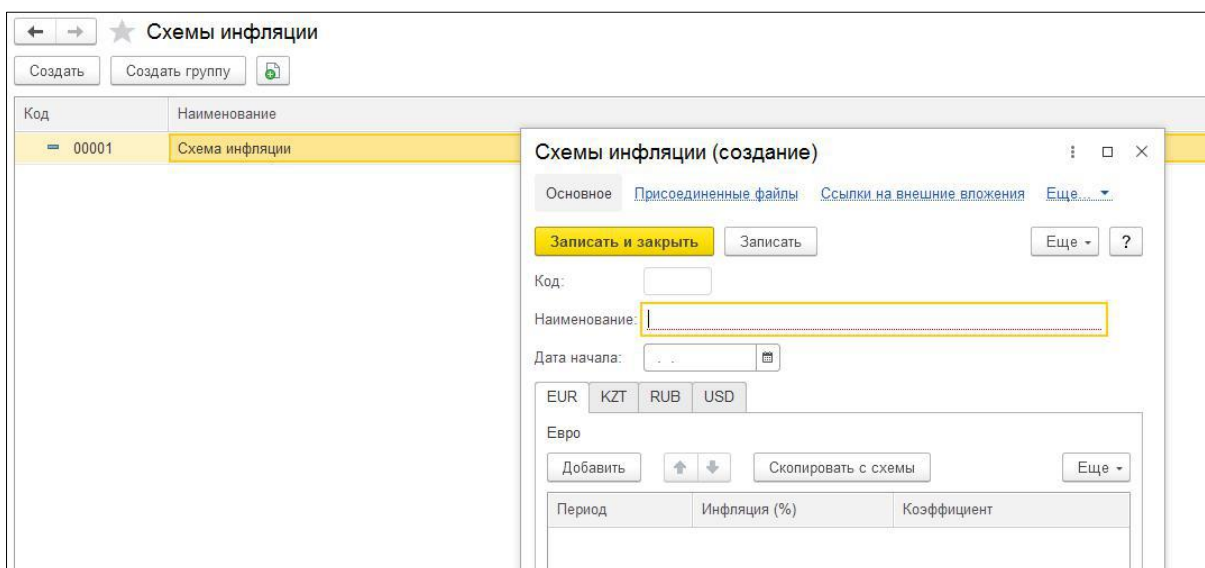 Схемы инфляции
Создать Создать группу
Код Наименование
00001 Схема инфляции
Схемы инфляции (создание)
Основное Присоединенные файлы Ссылки на внешние вложения Еще...
Записать и закрыть Записать Еще ?
Код:
Наименование:
Дата начала: . .
EUR KZT RUB USD
Евро
Добавить Скопировать с схемы Еще
Период Инфляция (%) Коэффициент